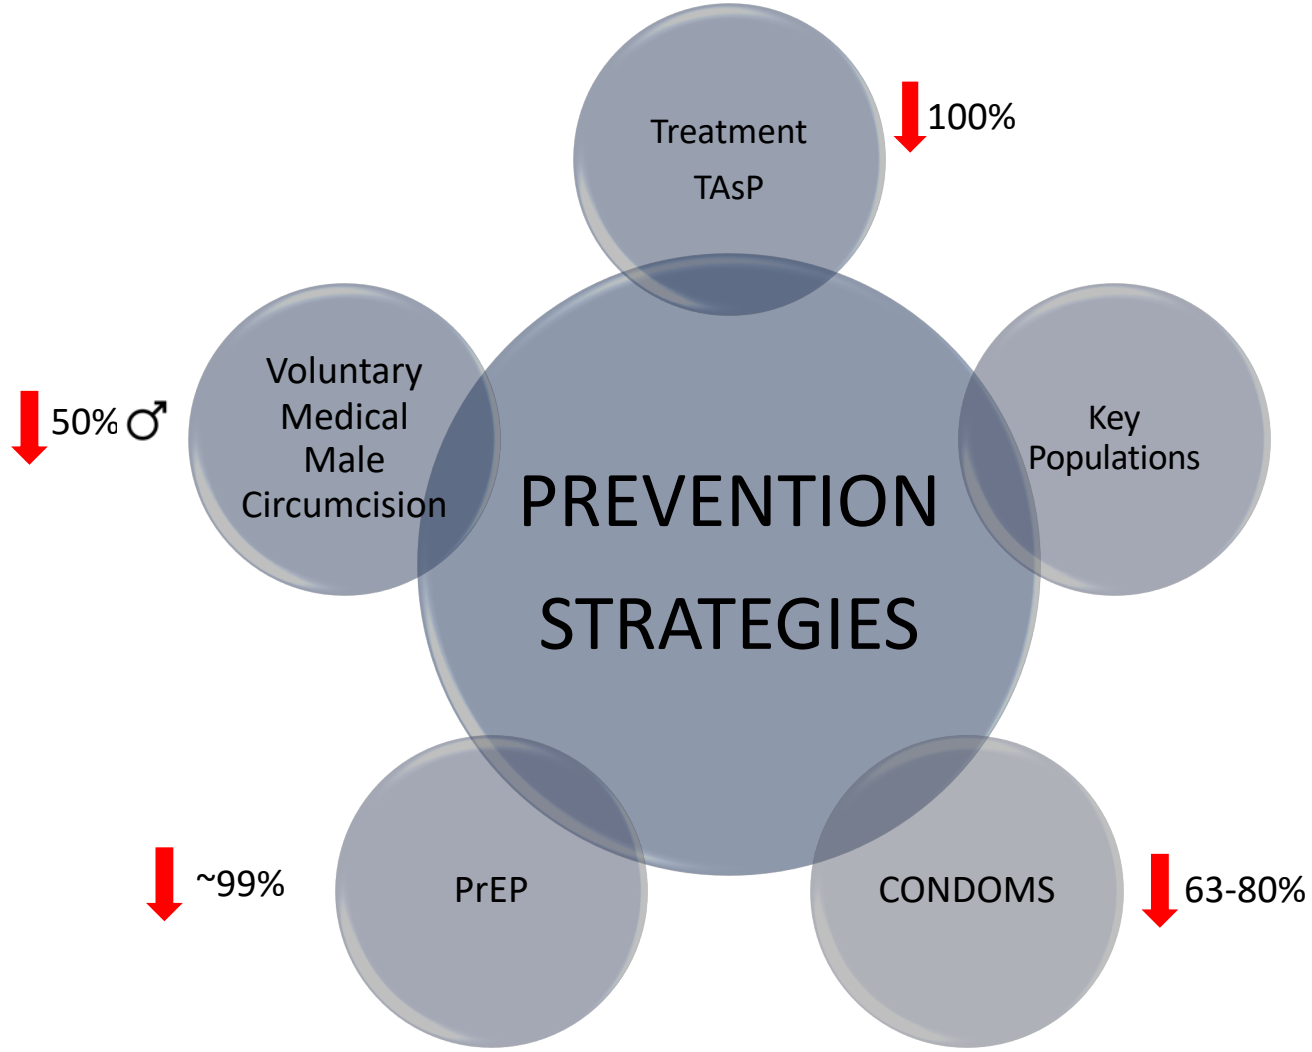 Treatment
TAsP
100%
Voluntary
Medical
Male
Circumcision
50% ♂
Key
Populations
PREVENTION
STRATEGIES
~99%
PrEP
CONDOMS
63-80%